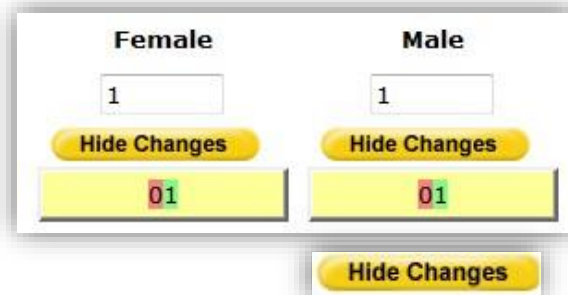 Female Male
1 1
Hide Changes Hide Changes
01 01
Hide Changes